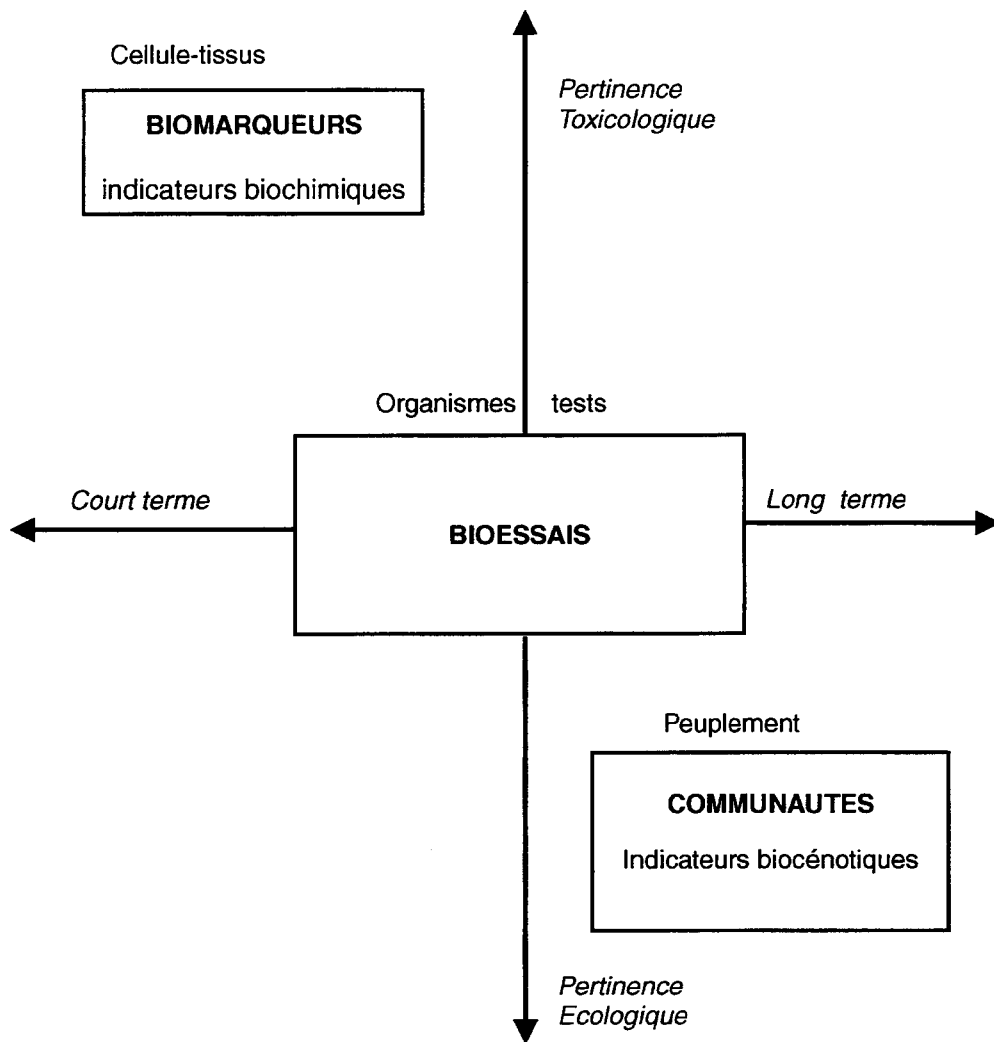 Cellule-tissus
BIOMARQUEURS
indicateurs biochimiques
Pertinence
Toxicologique
Organismes tests
Court terme
Long terme
BIOESSAIS
Peuplement
COMMUNAUTES
Indicateurs biocénotiques
Pertinence
Ecologique